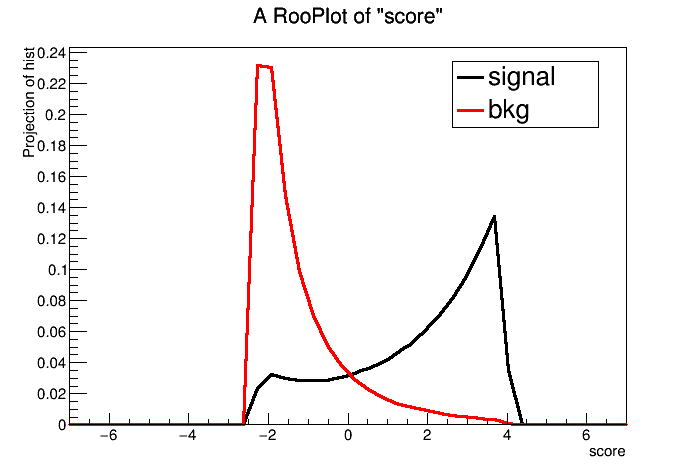 A RooPlot of "score"
Projection of hist
0.24
0.22
0.2
0.18
0.16
0.14
0.12
0.1
0.08
0.06
0.04
0.02
0
signal
bkg
−6 −4 −2 0 2 4 6
score